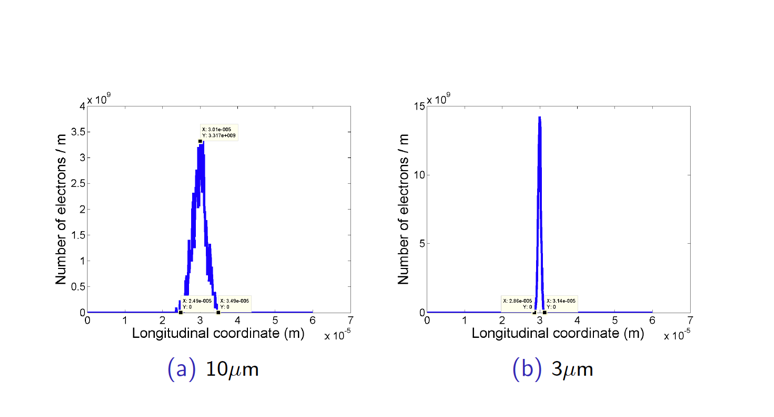 x 10^9
4
3.5
3
2.5
2
1.5
1
0.5
0
Number of electrons / m
X: 3.01e-005
Y: 3.317e+009
X: 2.49e-005
Y: 0
X: 3.49e-005
Y: 0
0 1 2 3 4 5 6 7
Longitudinal coordinate (m)
x 10^-5
(a) 10μm
x 10^9
15
10
5
0
Number of electrons / m
X: 2.86e-005
Y: 0
X: 3.14e-005
Y: 0
0 1 2 3 4 5 6 7
Longitudinal coordinate (m)
x 10^-5
(b) 3μm